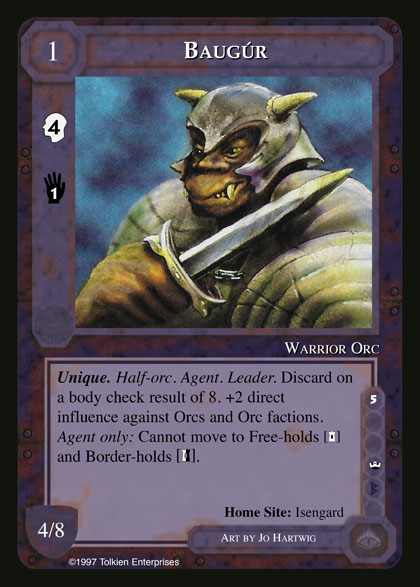 1
BAUGÚR
4
1
WARRIOR ORC
Unique. Half-orc. Agent. Leader. Discard on
a body check result of 8. +2 direct
influence against Orcs and Orc factions.
Agent only: Cannot move to Free-holds [ ]
and Border-holds [ ].
5
Home Site: Isengard
4/8
ART BY JO HARTWIG
©1997 Tolkien Enterprises